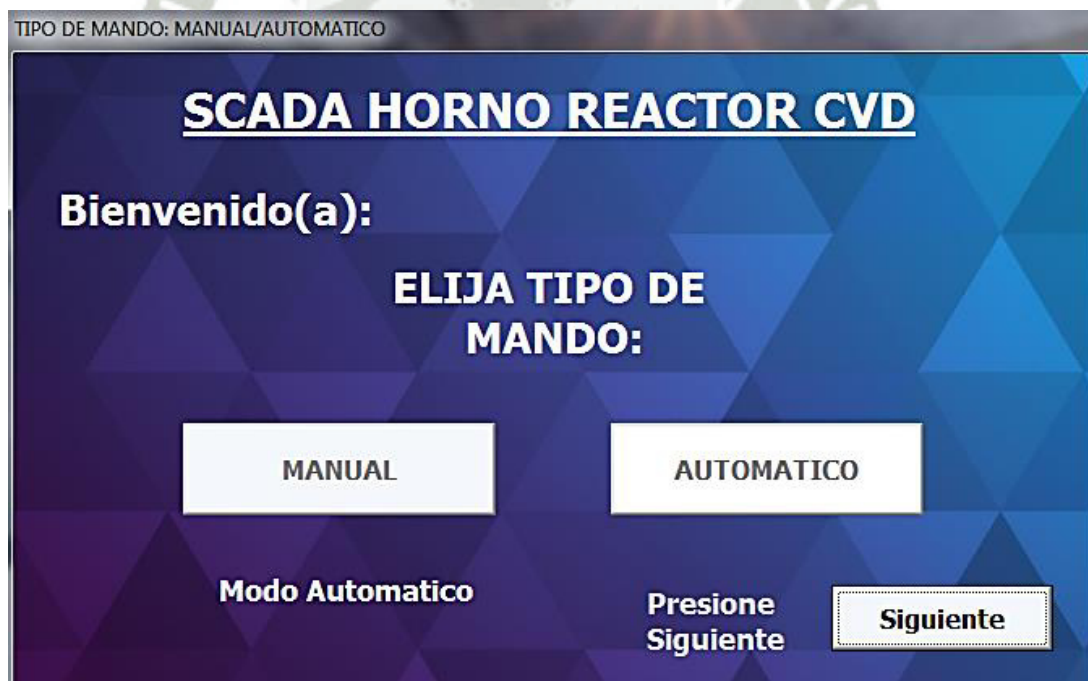 TIPO DE MANDO: MANUAL/AUTOMATICO
SCADA HORNO REACTOR CVD
Bienvenido(a):
ELIJA TIPO DE
MANDO:
MANUAL
AUTOMATICO
Modo Automatico
Presione
Siguiente
Siguiente